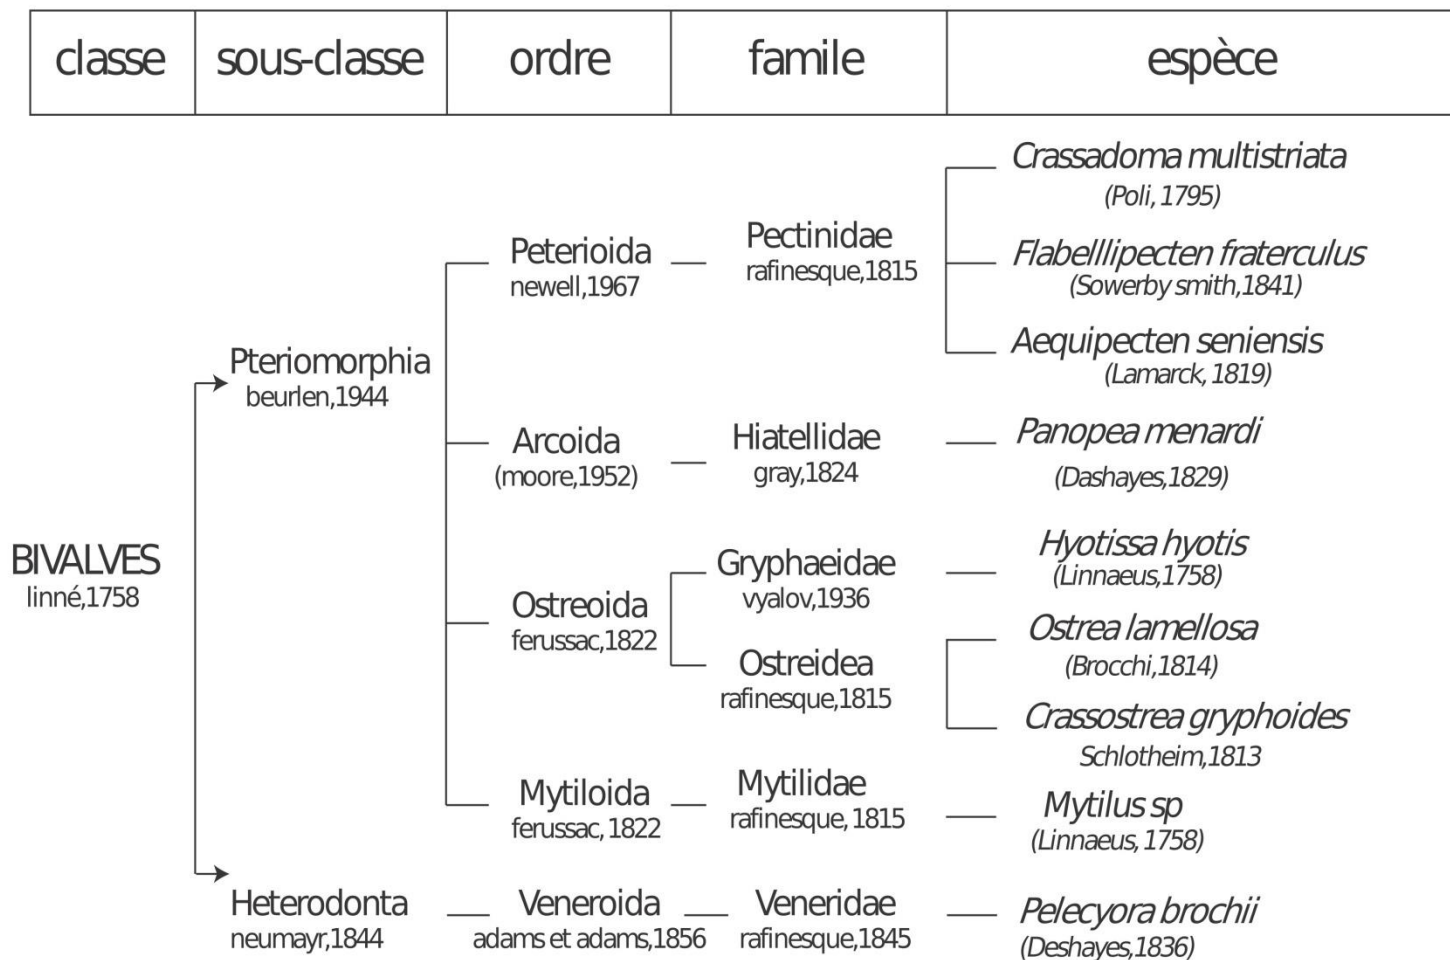 classe sous-classe ordre famile espèce
Crassadoma multistriata
(Poli, 1795)
Peterioida
newell,1967
Pectinidae
rafinesque,1815
Flabelllipecten fraterculus
(Sowerby smith,1841)
Aequipecten seniensis
(Lamarck, 1819)
Pteriomorphia
beurlen,1944
Arcoida
(moore,1952)
Hiatellidae
gray,1824
Panopea menardi
(Dashayes,1829)
BIVALVES
linné,1758
Ostreoida
ferussac,1822
Gryphaeidae
vyalov,1936
Hyotissa hyotis
(Linnaeus,1758)
Ostreidea
rafinesque,1815
Ostrea lamellosa
(Brocchi,1814)
Crassostrea gryphoides
Schlotheim,1813
Mytiloida
ferussac, 1822
Mytilidae
rafinesque, 1815
Mytilus sp
(Linnaeus, 1758)
Heterodonta
neumayr,1844
Veneroida
adams et adams,1856
Veneridae
rafinesque,1845
Pelecyora brochii
(Deshayes,1836)